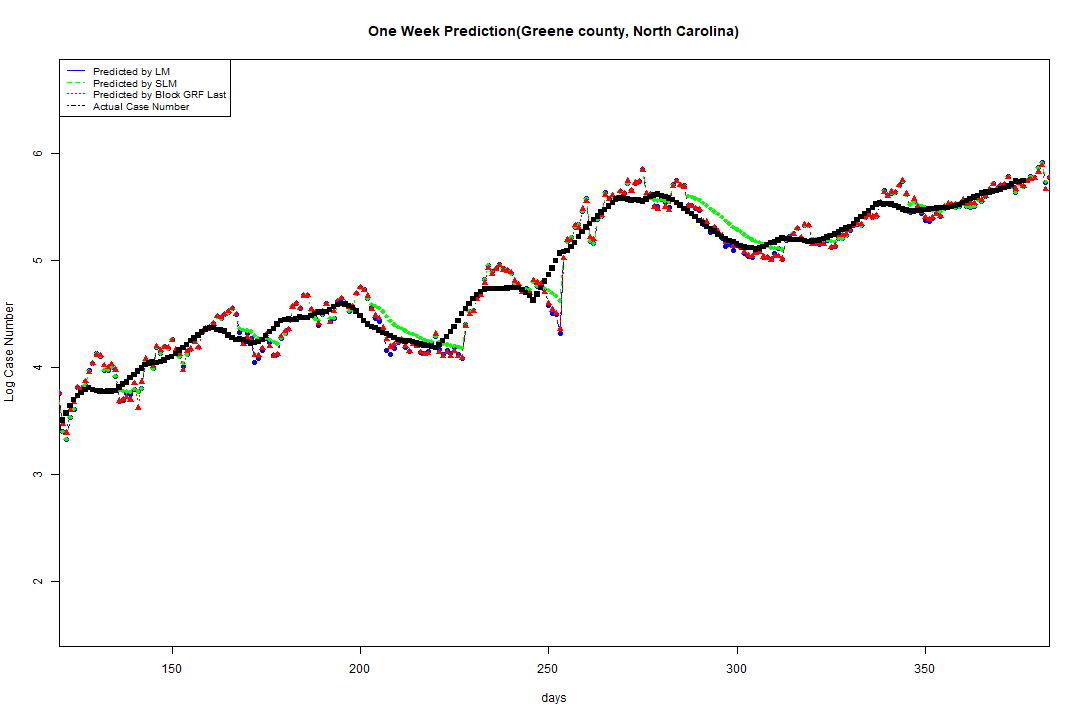 One Week Prediction(Greene county, North Carolina)
Predicted by LM
Predicted by SLM
Predicted by Block GRF Last
Actual Case Number
6
5
4
3
2
Log Case Number
150 200 250 300 350
days